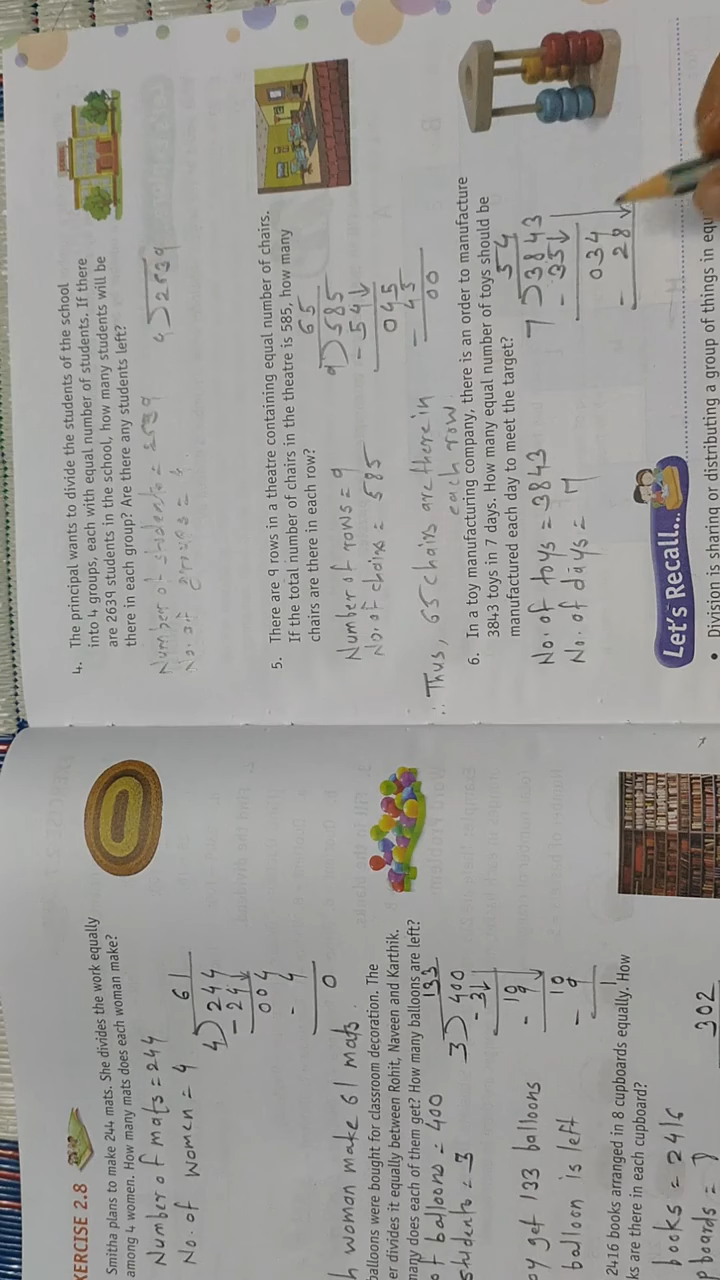 EXERCISE 2.8
Smitha plans to make 244 mats. She divides the work equally
among 4 women. How many mats does each woman make?
Number of mats = 244
No. of women = 4
61
4)244
-24↓
004
- 4
0
woman make 61 mats.
balloons were bought for classroom decoration. The
divides it equally between Rohit, Naveen and Karthik.
many does each of them get? How many balloons are left?
of balloons = 400
students = 3
133
3)400
-3↓
10
- 9↓
10
- 9
1
get 133 balloons
balloon is left
2416 books arranged in 8 cupboards equally. How
are there in each cupboard?
books = 2416
boards = 8
302
4. The principal wants to divide the students of the school
into 4 groups, each with equal number of students. If there
are 2639 students in the school, how many students will be
there in each group? Are there any students left?
Number of students = 2639
No. of groups = 4
4)2639
5. There are 9 rows in a theatre containing equal number of chairs.
If the total number of chairs in the theatre is 585, how many
chairs are there in each row?
Number of rows = 9
No. of chairs = 585
65
9)585
-54↓
045
- 45
00
∴ Thus, 65 chairs are there in
each row.
6. In a toy manufacturing company, there is an order to manufacture
3843 toys in 7 days. How many equal number of toys should be
manufactured each day to meet the target?
No. of toys = 3843
No. of days = 7
54
7)3843
-35↓
034
- 28↓
Let's Recall...
• Division is sharing or distributing a group of things in